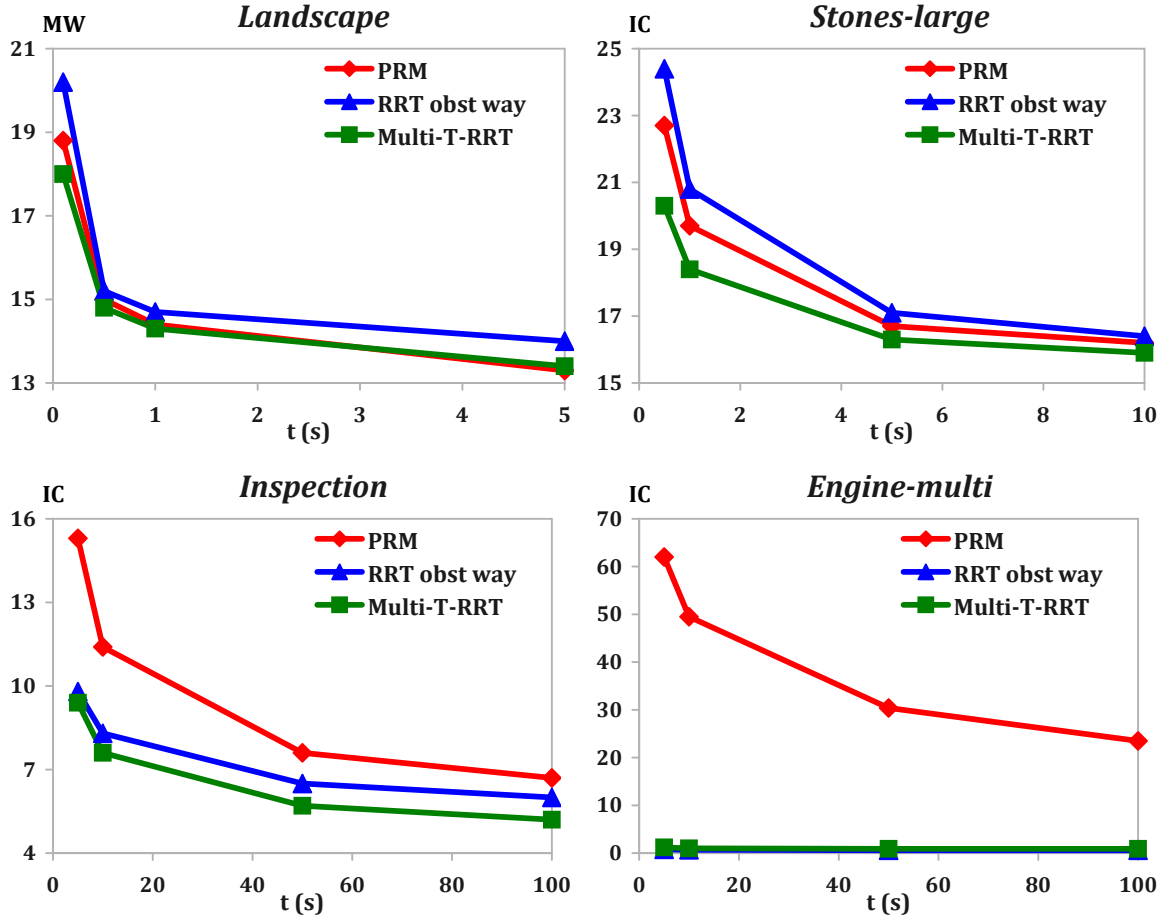 MW Landscape
21
19
17
15
13
PRM
RRT obst way
Multi-T-RRT
0 1 2 3 4 5
t (s)
IC Stones-large
25
23
21
19
17
15
PRM
RRT obst way
Multi-T-RRT
0 2 4 6 8 10
t (s)
IC Inspection
16
13
10
7
4
PRM
RRT obst way
Multi-T-RRT
0 20 40 60 80 100
t (s)
IC Engine-multi
70
60
50
40
30
20
10
0
PRM
RRT obst way
Multi-T-RRT
0 20 40 60 80 100
t (s)